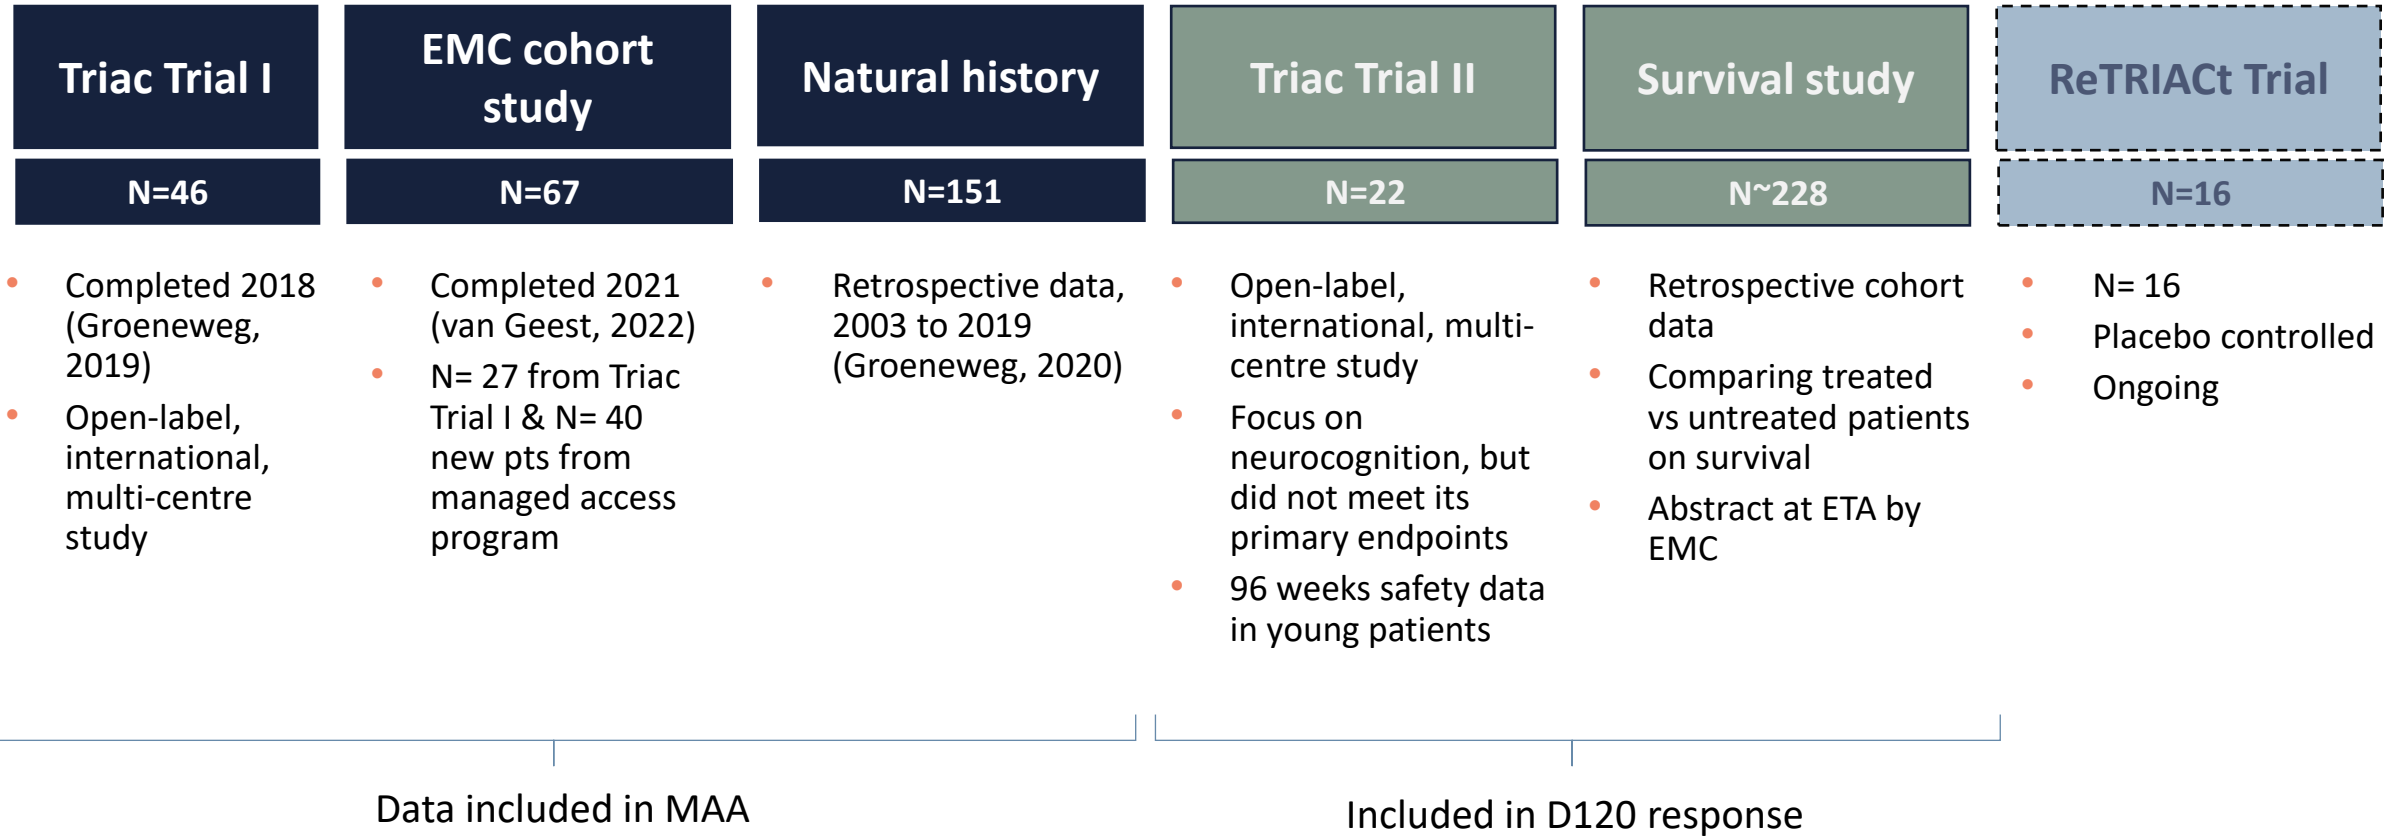 Triac Trial I
N=46
• Completed 2018
(Groeneweg,
2019)
• Open-label,
international,
multi-centre
study
EMC cohort
study
N=67
• Completed 2021
(van Geest, 2022)
• N= 27 from Triac
Trial I & N= 40
new pts from
managed access
program
Natural history
N=151
• Retrospective data,
2003 to 2019
(Groeneweg, 2020)
Triac Trial II
N=22
• Open-label,
international, multi-
centre study
• Focus on
neurocognition, but
did not meet its
primary endpoints
• 96 weeks safety data
in young patients
Survival study
N~228
• Retrospective cohort
data
• Comparing treated
vs untreated patients
on survival
• Abstract at ETA by
EMC
ReTRIACt Trial
N=16
• N= 16
• Placebo controlled
• Ongoing
Data included in MAA
Included in D120 response